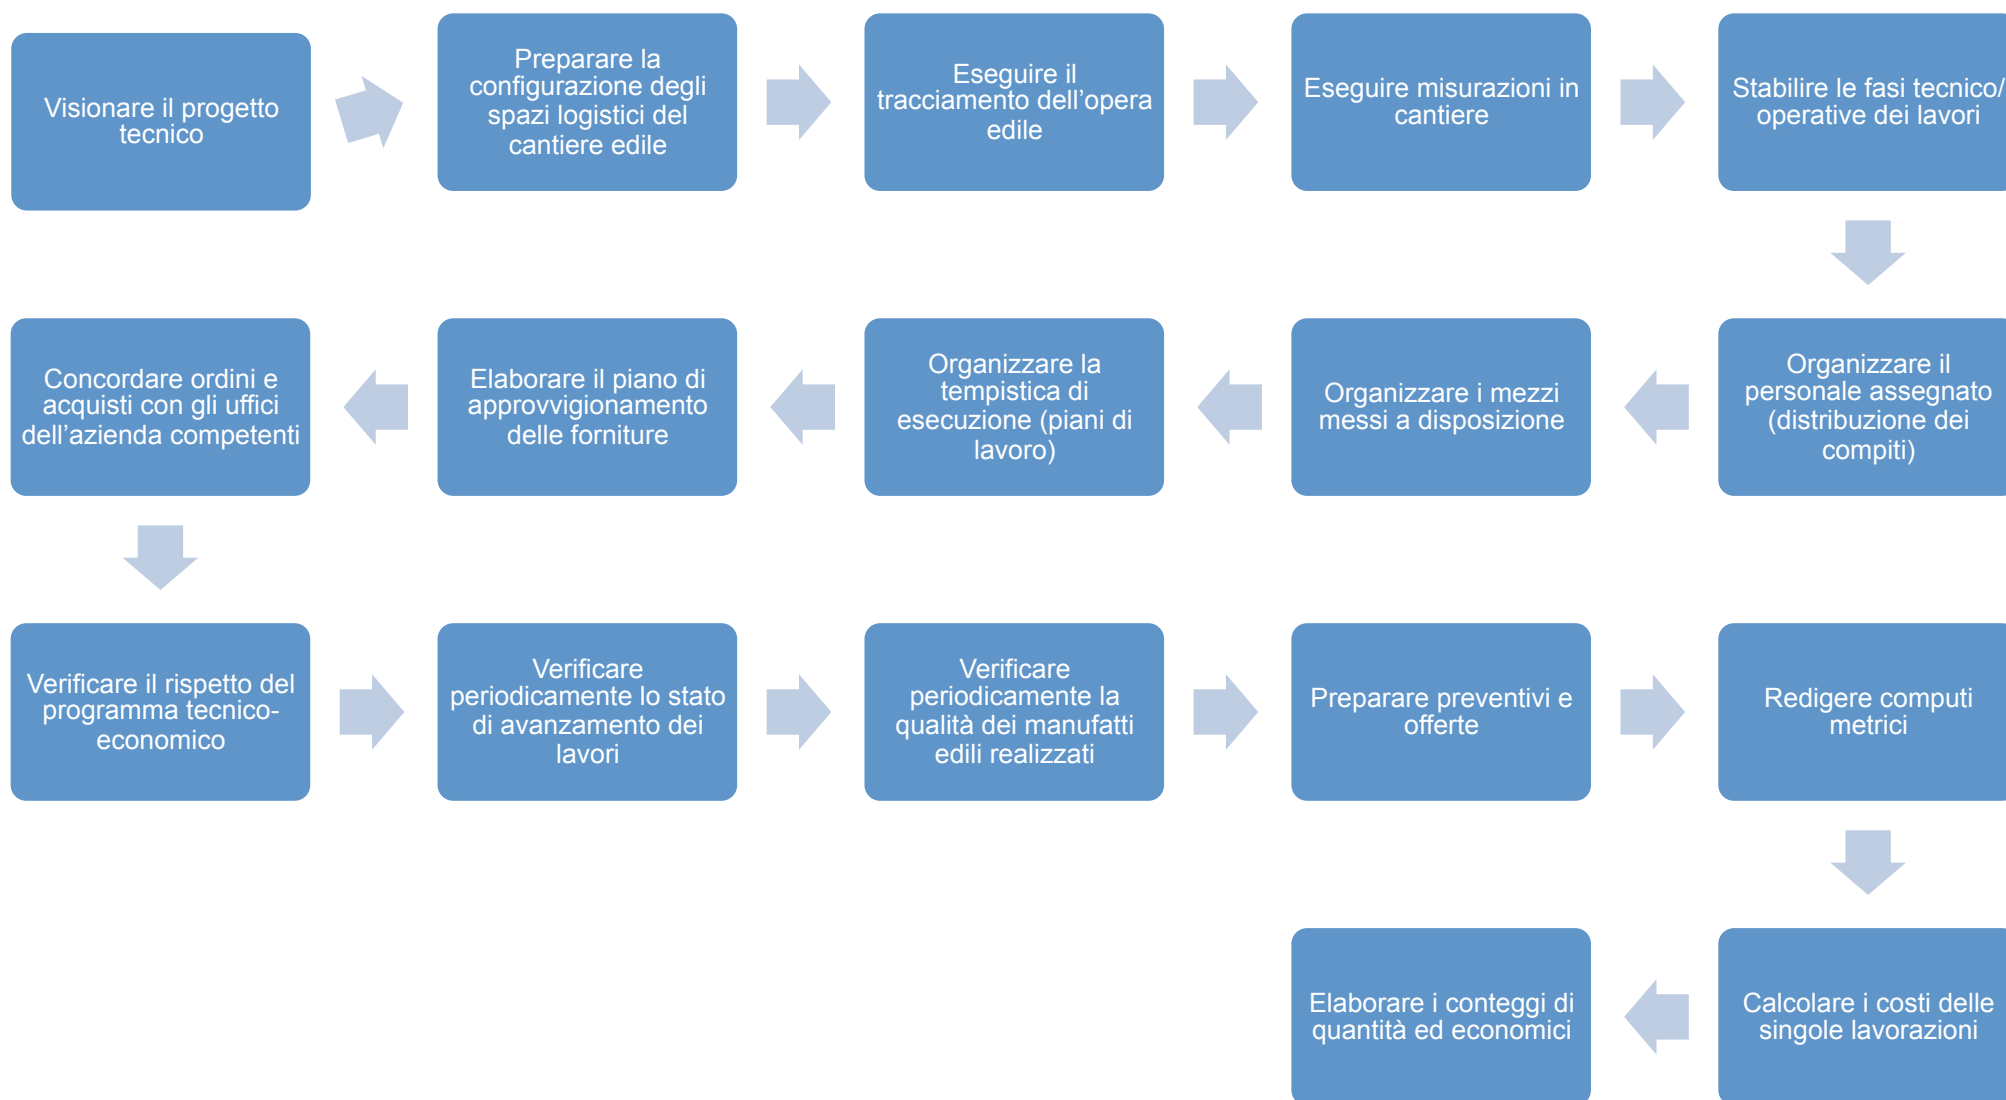 Visionare il progetto
tecnico
Preparare la
configurazione degli
spazi logistici del
cantiere edile
Eseguire il
tracciamento dell’opera
edile
Eseguire misurazioni in
cantiere
Stabilire le fasi tecnico/
operative dei lavori
Organizzare il
personale assegnato
(distribuzione dei
compiti)
Organizzare i mezzi
messi a disposizione
Organizzare la
tempistica di
esecuzione (piani di
lavoro)
Elaborare il piano di
approvvigionamento
delle forniture
Concordare ordini e
acquisti con gli uffici
dell’azienda competenti
Verificare il rispetto del
programma tecnico-
economico
Verificare
periodicamente lo stato
di avanzamento dei
lavori
Verificare
periodicamente la
qualità dei manufatti
edili realizzati
Preparare preventivi e
offerte
Redigere computi
metrici
Calcolare i costi delle
singole lavorazioni
Elaborare i conteggi di
quantità ed economici